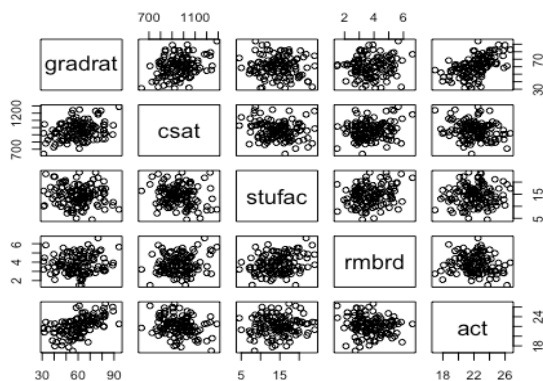 700 1100 2 4 6
gradrat 30 70
700 1200 csat
stufac 5 15
2 4 6 rmbrd
act 18 22 24
30 60 90 5 15 18 22 26